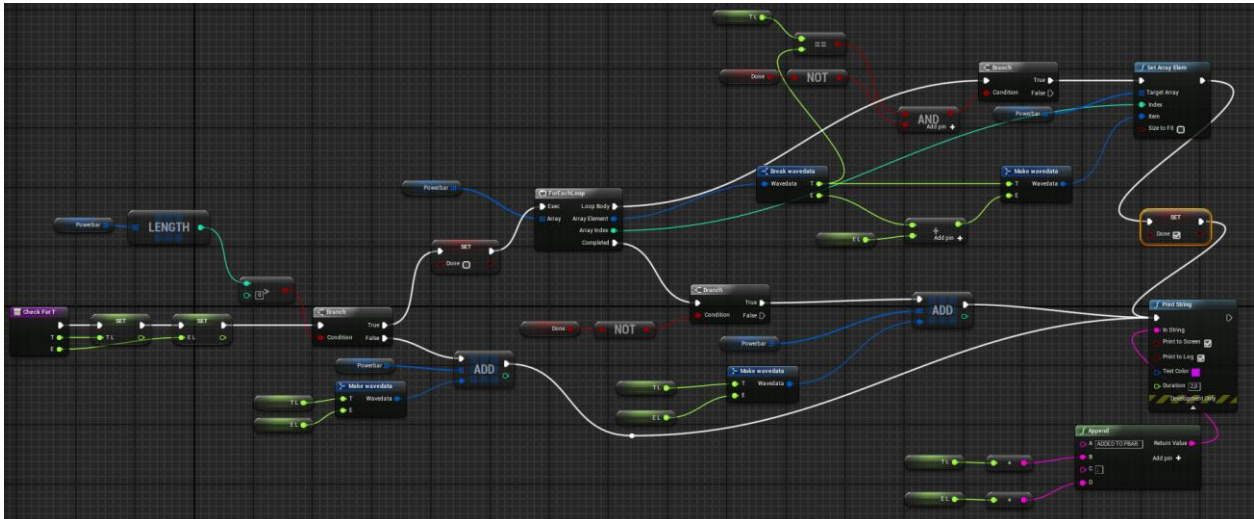 T L
==
Done
NOT
AND
Add pin +
Branch
Condition
True
False
Set Array Elem
Target Array
Index
Item
Size to Fit
Powerbar
Break wavedata
Wavedata
T
E
Make wavedata
T
E
Wavedata
E L
+
Add pin +
SET
Done
Powerbar
ForEachLoop
Exec
Array
Loop Body
Array Element
Array Index
Completed
SET
Done
Powerbar
LENGTH
0
>
Check For T
T
E
SET
T L
SET
E L
Branch
Condition
True
False
Powerbar
ADD
Make wavedata
T
E
Wavedata
T L
E L
Branch
Condition
True
False
Done
NOT
Powerbar
ADD
Make wavedata
T
E
Wavedata
T L
E L
Print String
In String
Print to Screen
Print to Log
Text Color
Duration
2.0
Development Only
Append
A
ADDED TO PBAR
B
C
D
Return Value
Add pin +
T L
E L